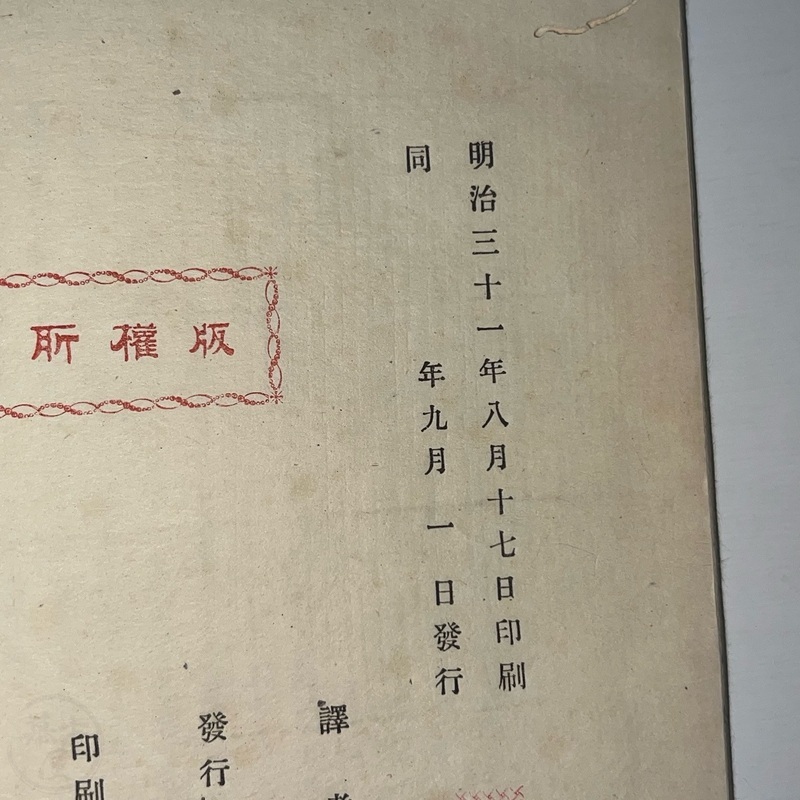 明治三十一年八月十七日印刷
同年九月一日發行
版權所
譯
發行
印刷